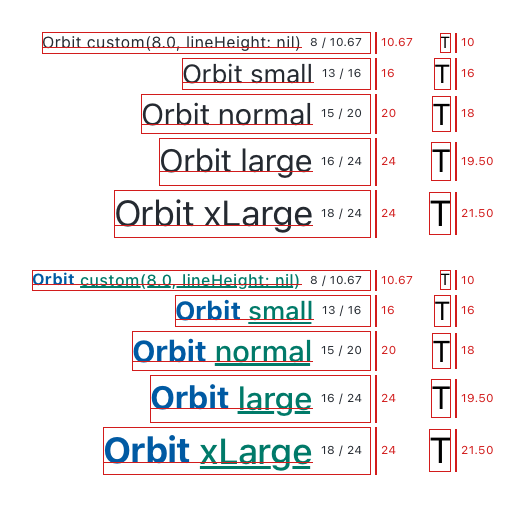 Orbit custom(8.0, lineHeight: nil) 8 / 10.67 10.67 T 10
Orbit small 13 / 16 16 T 16
Orbit normal 15 / 20 20 T 18
Orbit large 16 / 24 24 T 19.50
Orbit xLarge 18 / 24 24 T 21.50
Orbit custom(8.0, lineHeight: nil) 8 / 10.67 10.67 T 10
Orbit small 13 / 16 16 T 16
Orbit normal 15 / 20 20 T 18
Orbit large 16 / 24 24 T 19.50
Orbit xLarge 18 / 24 24 T 21.50